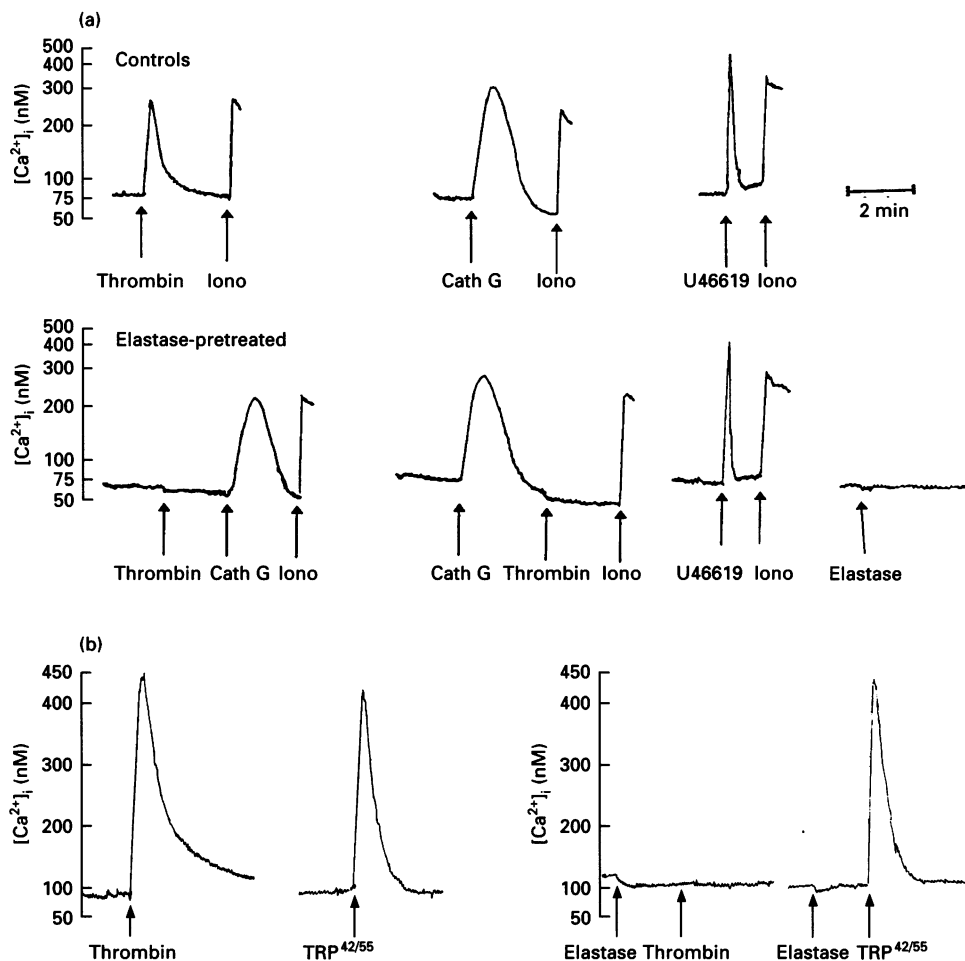 (a)
500
400
300
200
100
75
50
[Ca²⁺]ᵢ (nM)
Controls
Thrombin Iono
Cath G Iono
U46619 Iono
2 min
500
400
300
200
100
75
50
[Ca²⁺]ᵢ (nM)
Elastase-pretreated
Thrombin Cath G Iono
Cath G Thrombin Iono
U46619 Iono
Elastase
(b)
450
400
300
200
100
50
[Ca²⁺]ᵢ (nM)
Thrombin
TRP⁴²/⁵⁵
450
400
300
200
100
50
[Ca²⁺]ᵢ (nM)
Elastase Thrombin
Elastase TRP⁴²/⁵⁵